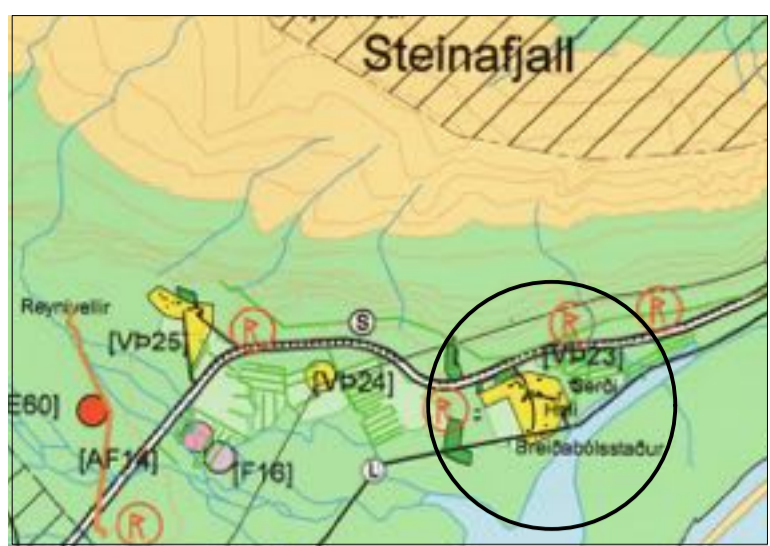 Steinafjall
Reynivellir
R
S
R
R
[VÞ25]
[VÞ23]
[VÞ24]
Gerði
E60]
R
Hali
[AF14]
[F16]
L
Breiðabólsstaður
R